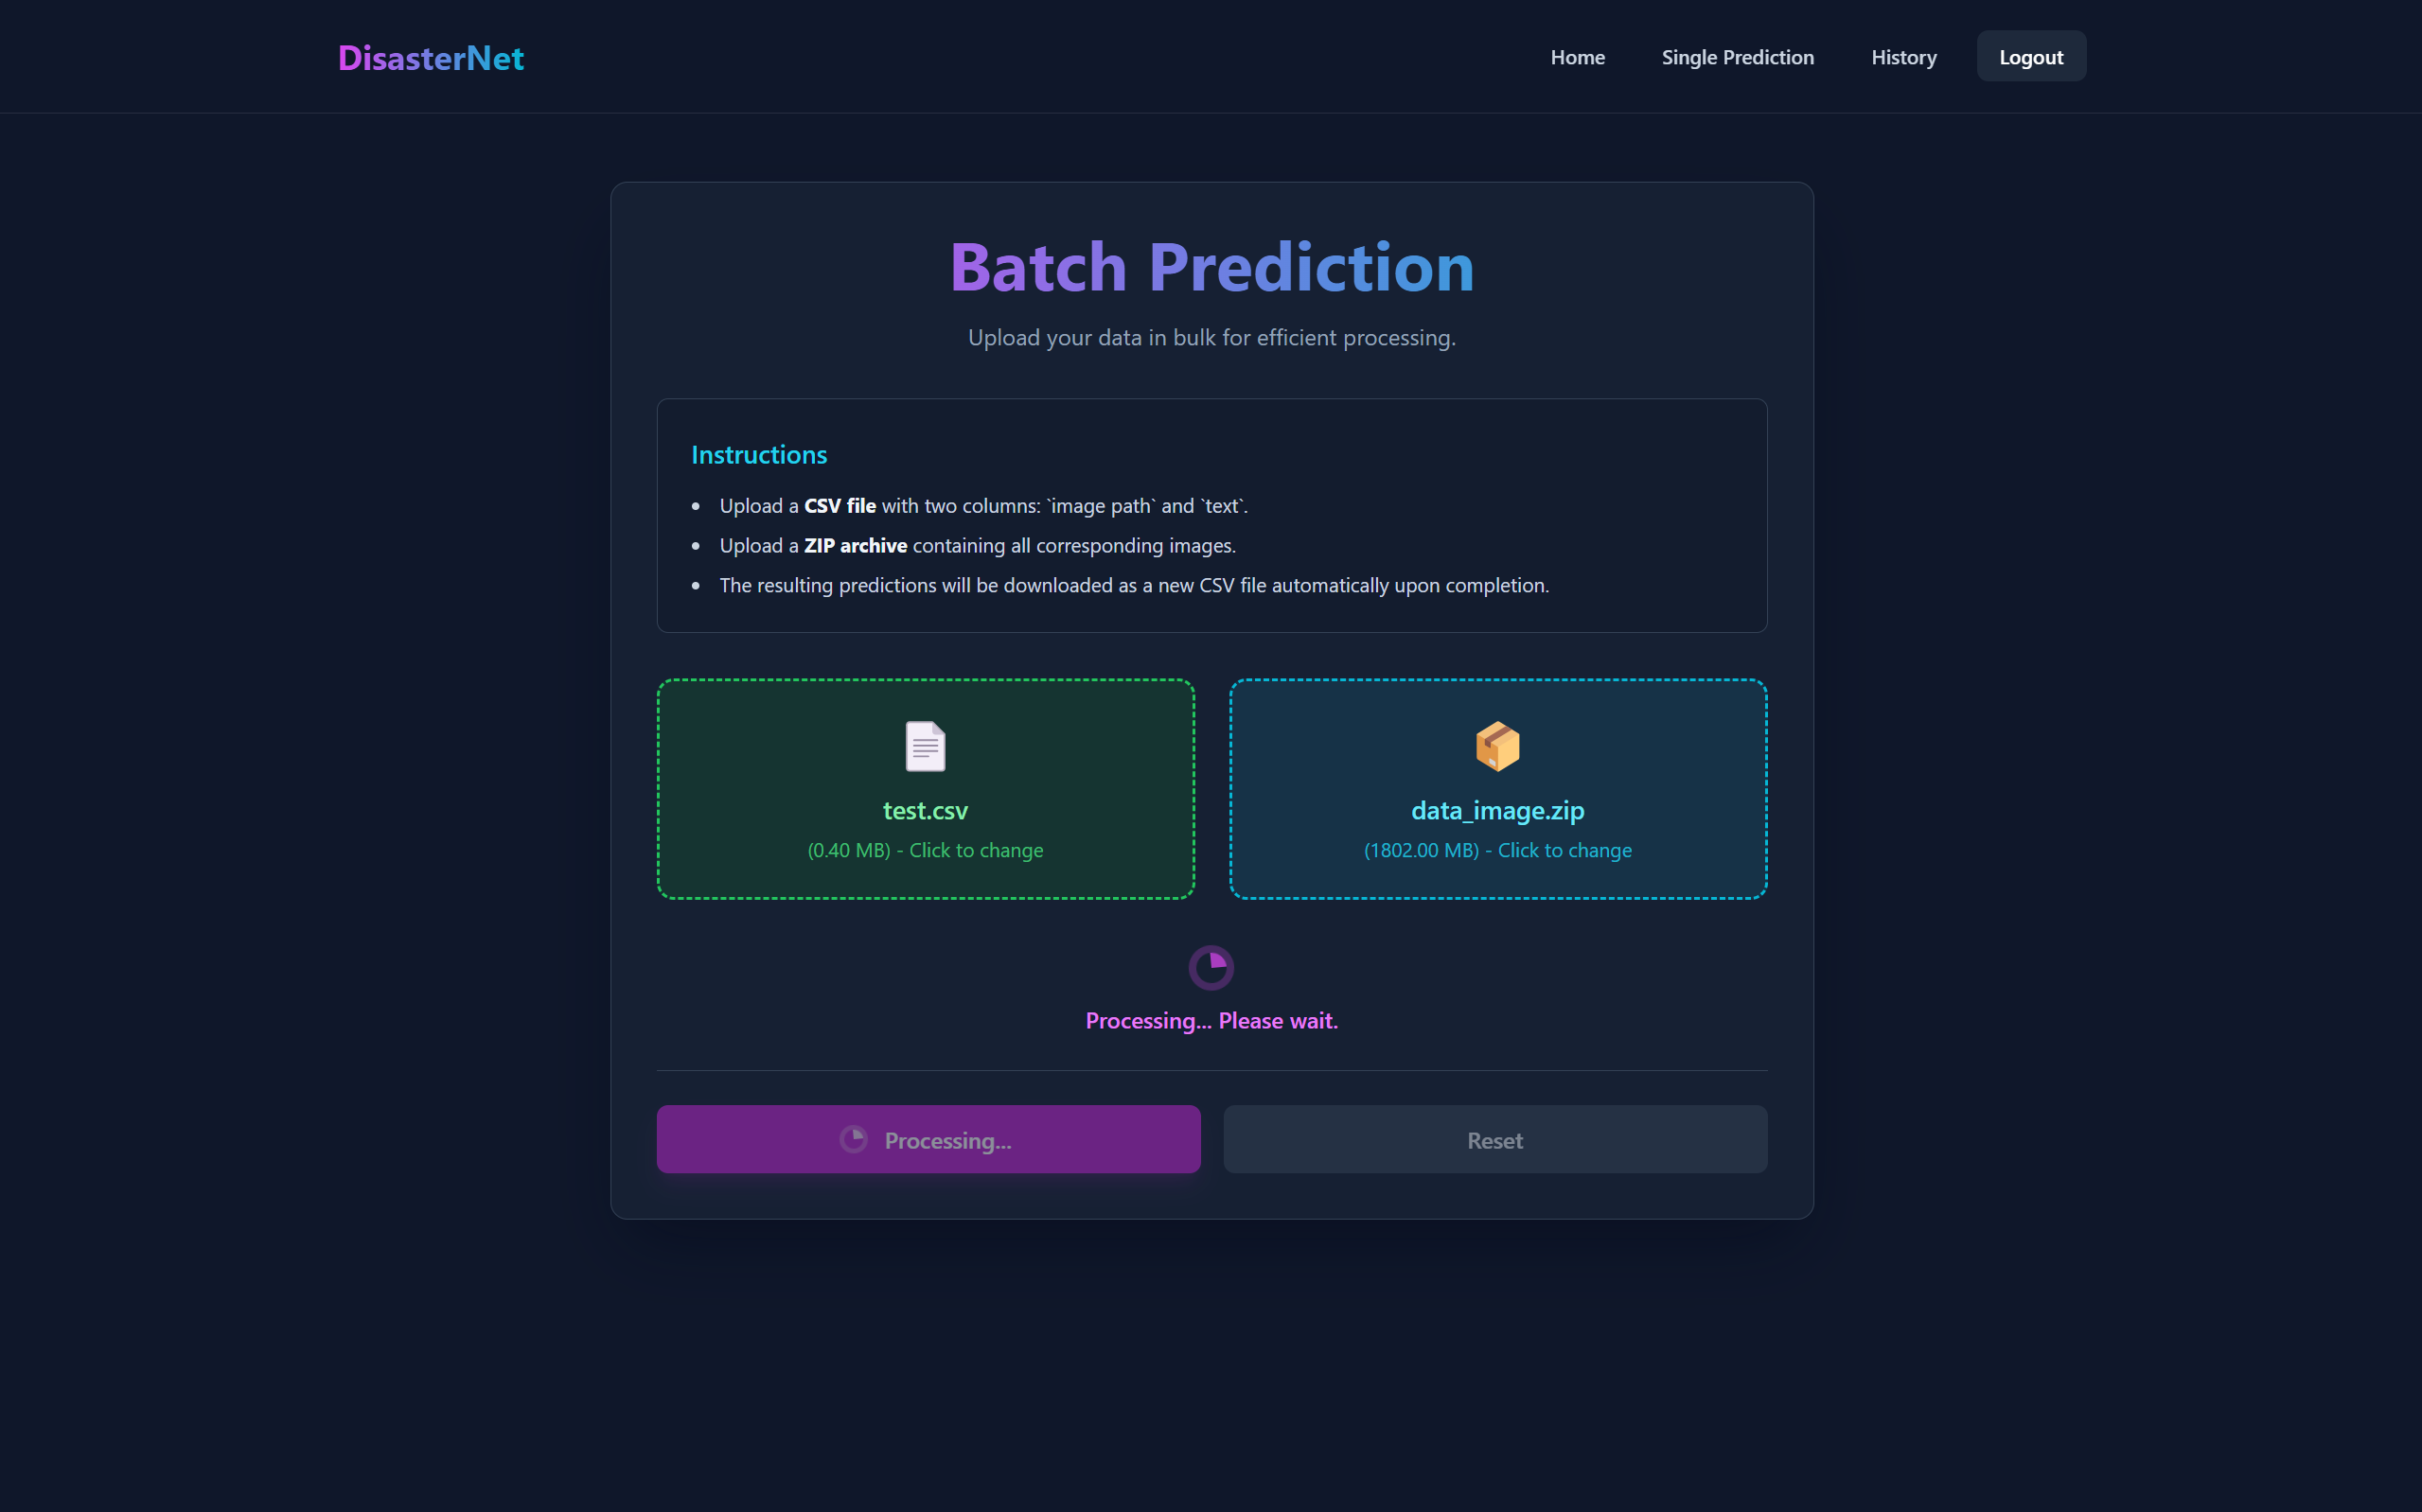 DisasterNet
Home
Single Prediction
History
Logout
Batch Prediction
Upload your data in bulk for efficient processing.
Instructions
Upload a CSV file with two columns: `image path` and `text`.
Upload a ZIP archive containing all corresponding images.
The resulting predictions will be downloaded as a new CSV file automatically upon completion.
test.csv
(0.40 MB) - Click to change
data_image.zip
(1802.00 MB) - Click to change
Processing... Please wait.
Processing...
Reset